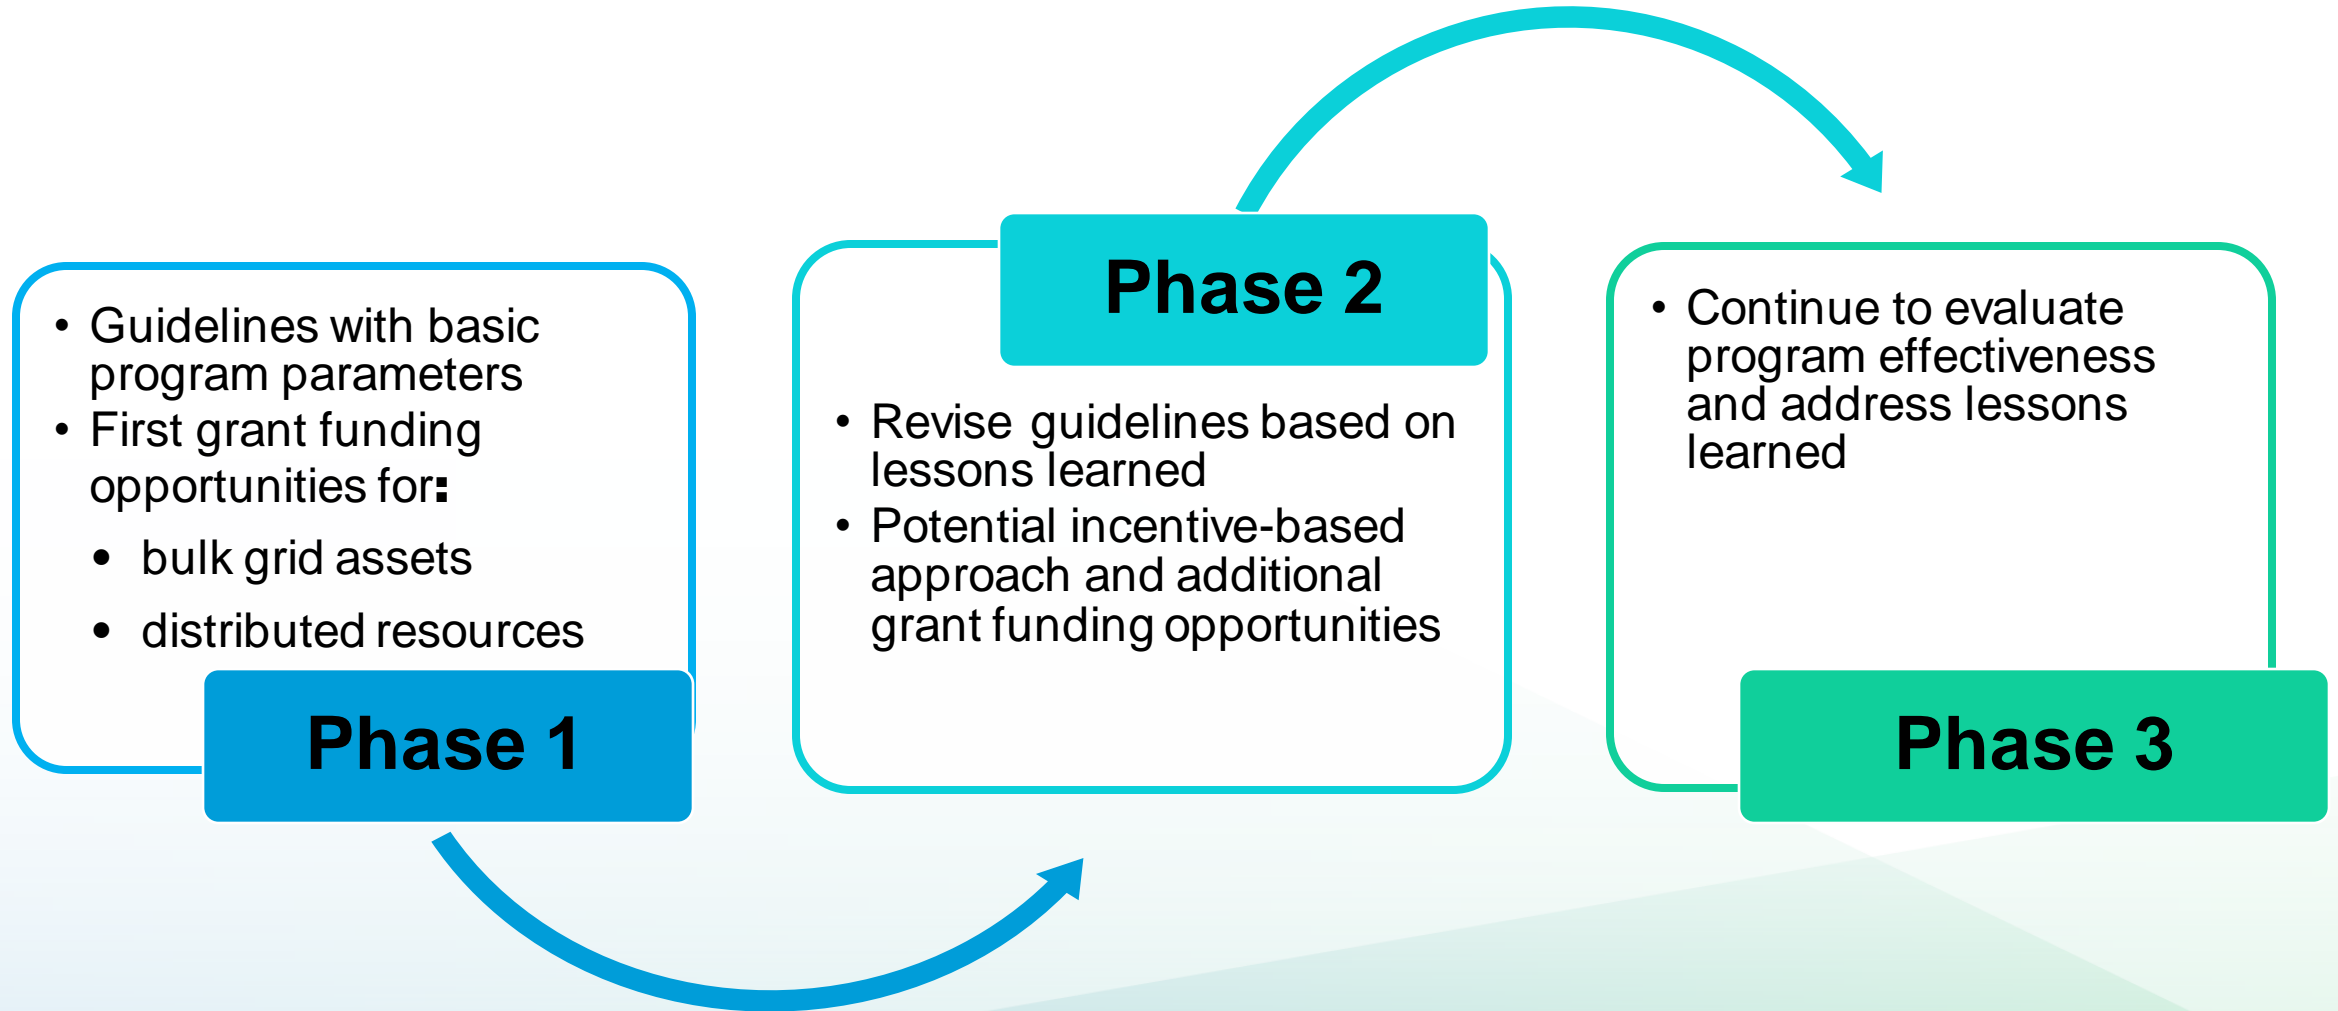 • Guidelines with basic
program parameters
• First grant funding
opportunities for:
• bulk grid assets
• distributed resources
Phase 1
Phase 2
• Revise guidelines based on
lessons learned
• Potential incentive-based
approach and additional
grant funding opportunities
• Continue to evaluate
program effectiveness
and address lessons
learned
Phase 3